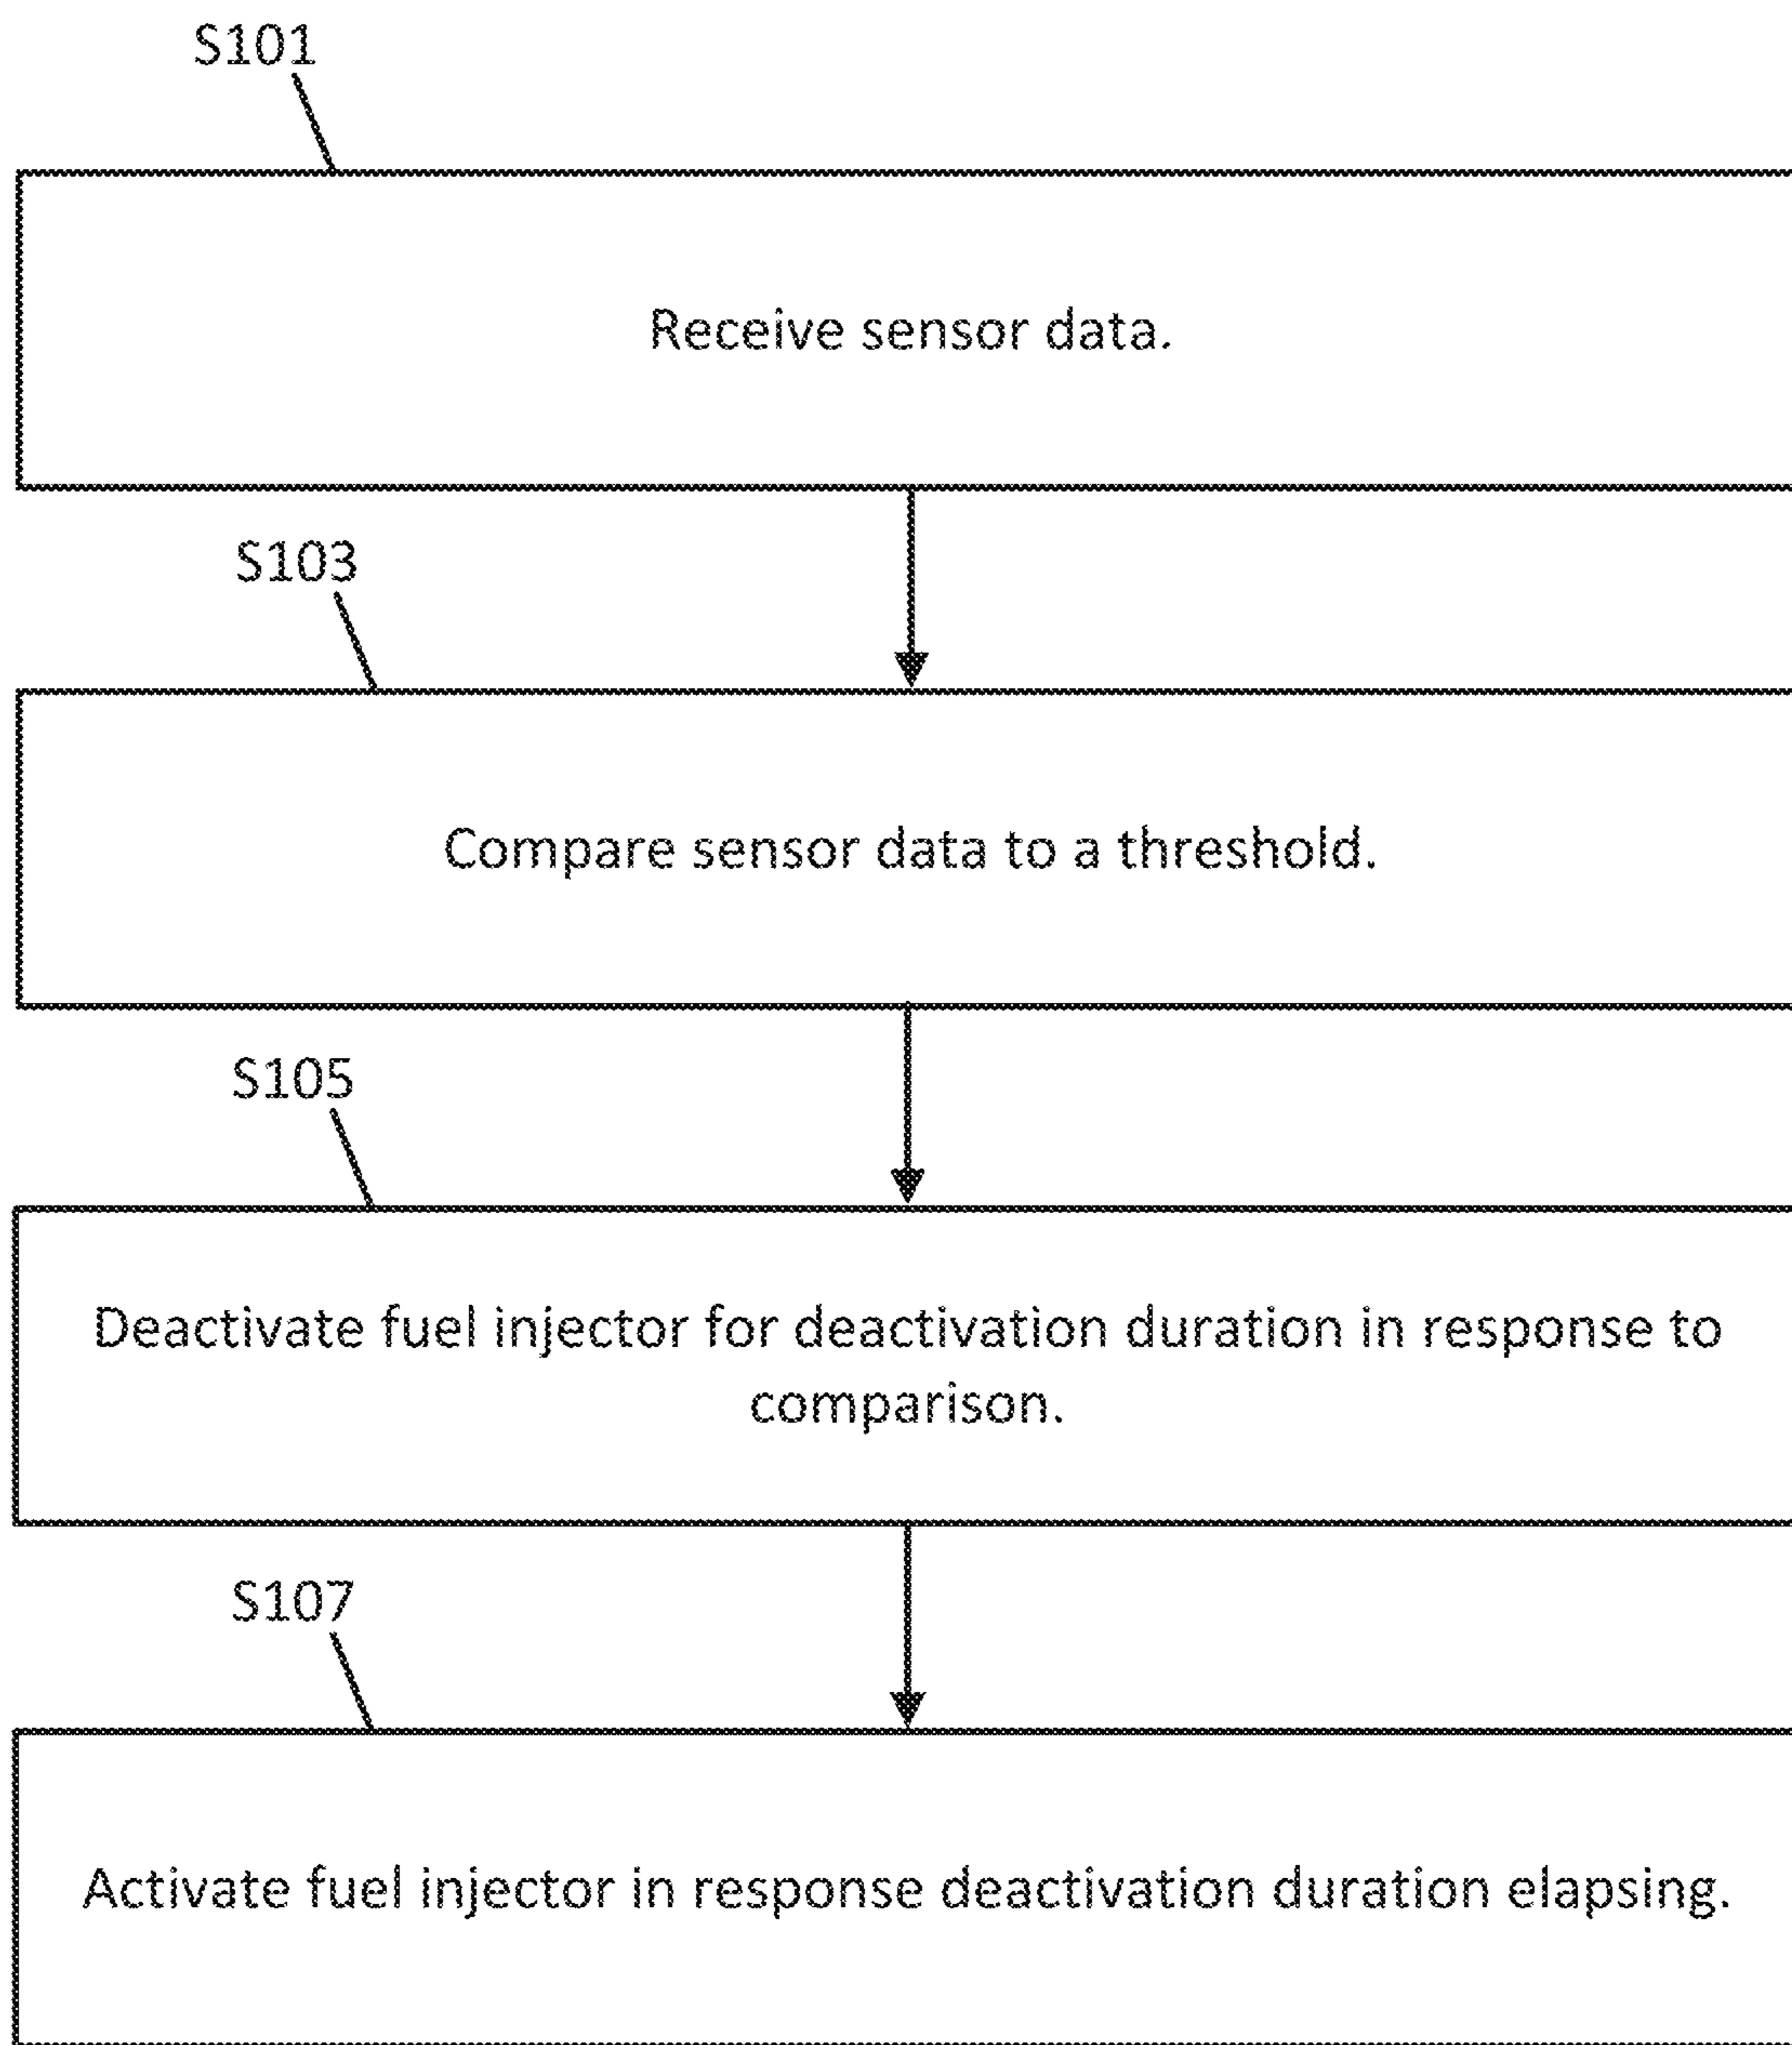 S101
Receive sensor data.
S103
Compare sensor data to a threshold.
S105
Deactivate fuel injector for deactivation duration in response to
comparison.
S107
Activate fuel injector in response deactivation duration elapsing.